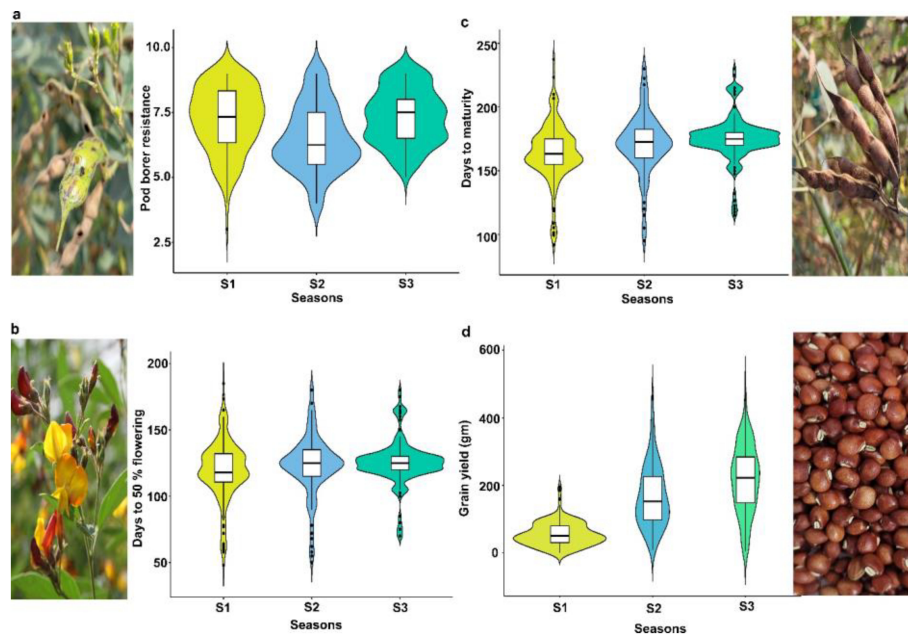 a
Pod borer resistance
10.0
7.5
5.0
2.5
S1 S2 S3
Seasons
c
Days to maturity
250
200
150
100
S1 S2 S3
Seasons
b
Days to 50 % flowering
200
150
100
50
S1 S2 S3
Seasons
d
Grain yield (gm)
600
400
200
0
S1 S2 S3
Seasons